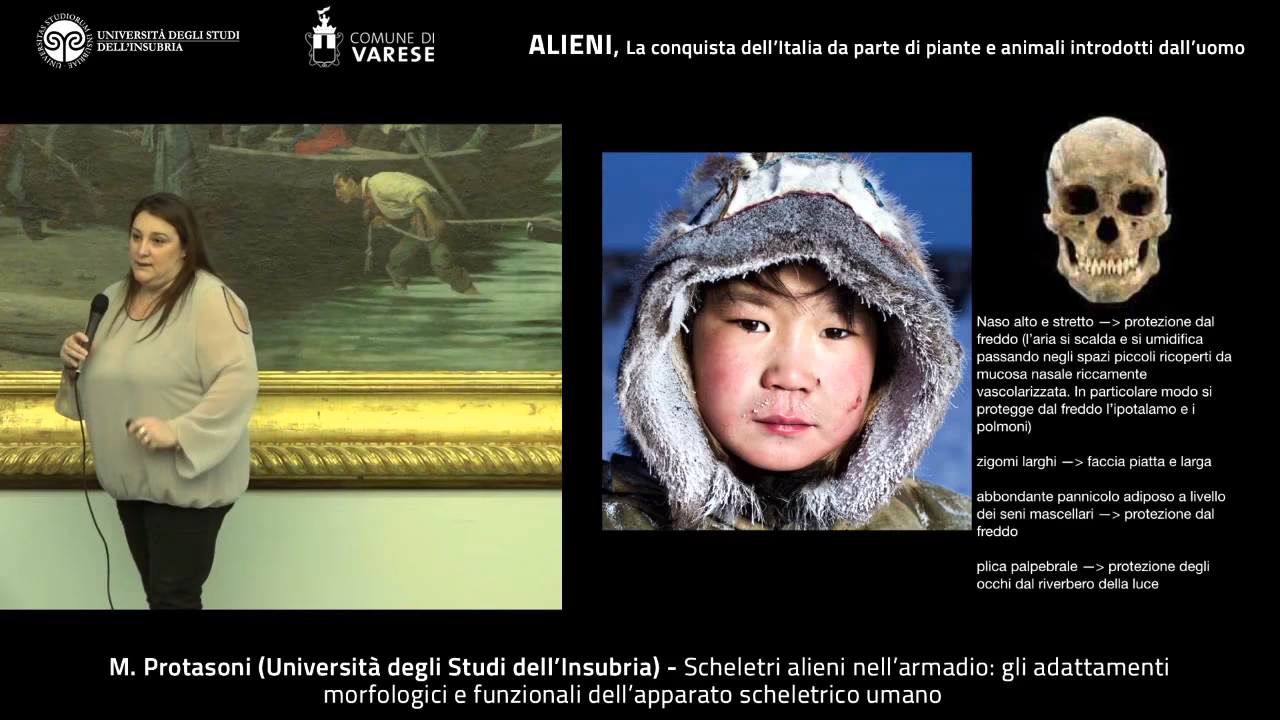 UNIVERSITÀ DEGLI STUDI
DELL'INSUBRIA
COMUNE DI
VARESE
ALIENI, La conquista dell'Italia da parte di piante e animali introdotti dall'uomo
Naso alto e stretto —> protezione dal
freddo (l'aria si scalda e si umidifica
passando negli spazi piccoli ricoperti da
mucosa nasale riccamente
vascolarizzata. In particolare modo si
protegge dal freddo l'ipotalamo e i
polmoni)
zigomi larghi —> faccia piatta e larga
abbondante pannicolo adiposo a livello
dei seni mascellari —> protezione dal
freddo
plica palpebrale —> protezione degli
occhi dal riverbero della luce
M. Protasoni (Università degli Studi dell'Insubria) - Scheletri alieni nell'armadio: gli adattamenti
morfologici e funzionali dell'apparato scheletrico umano